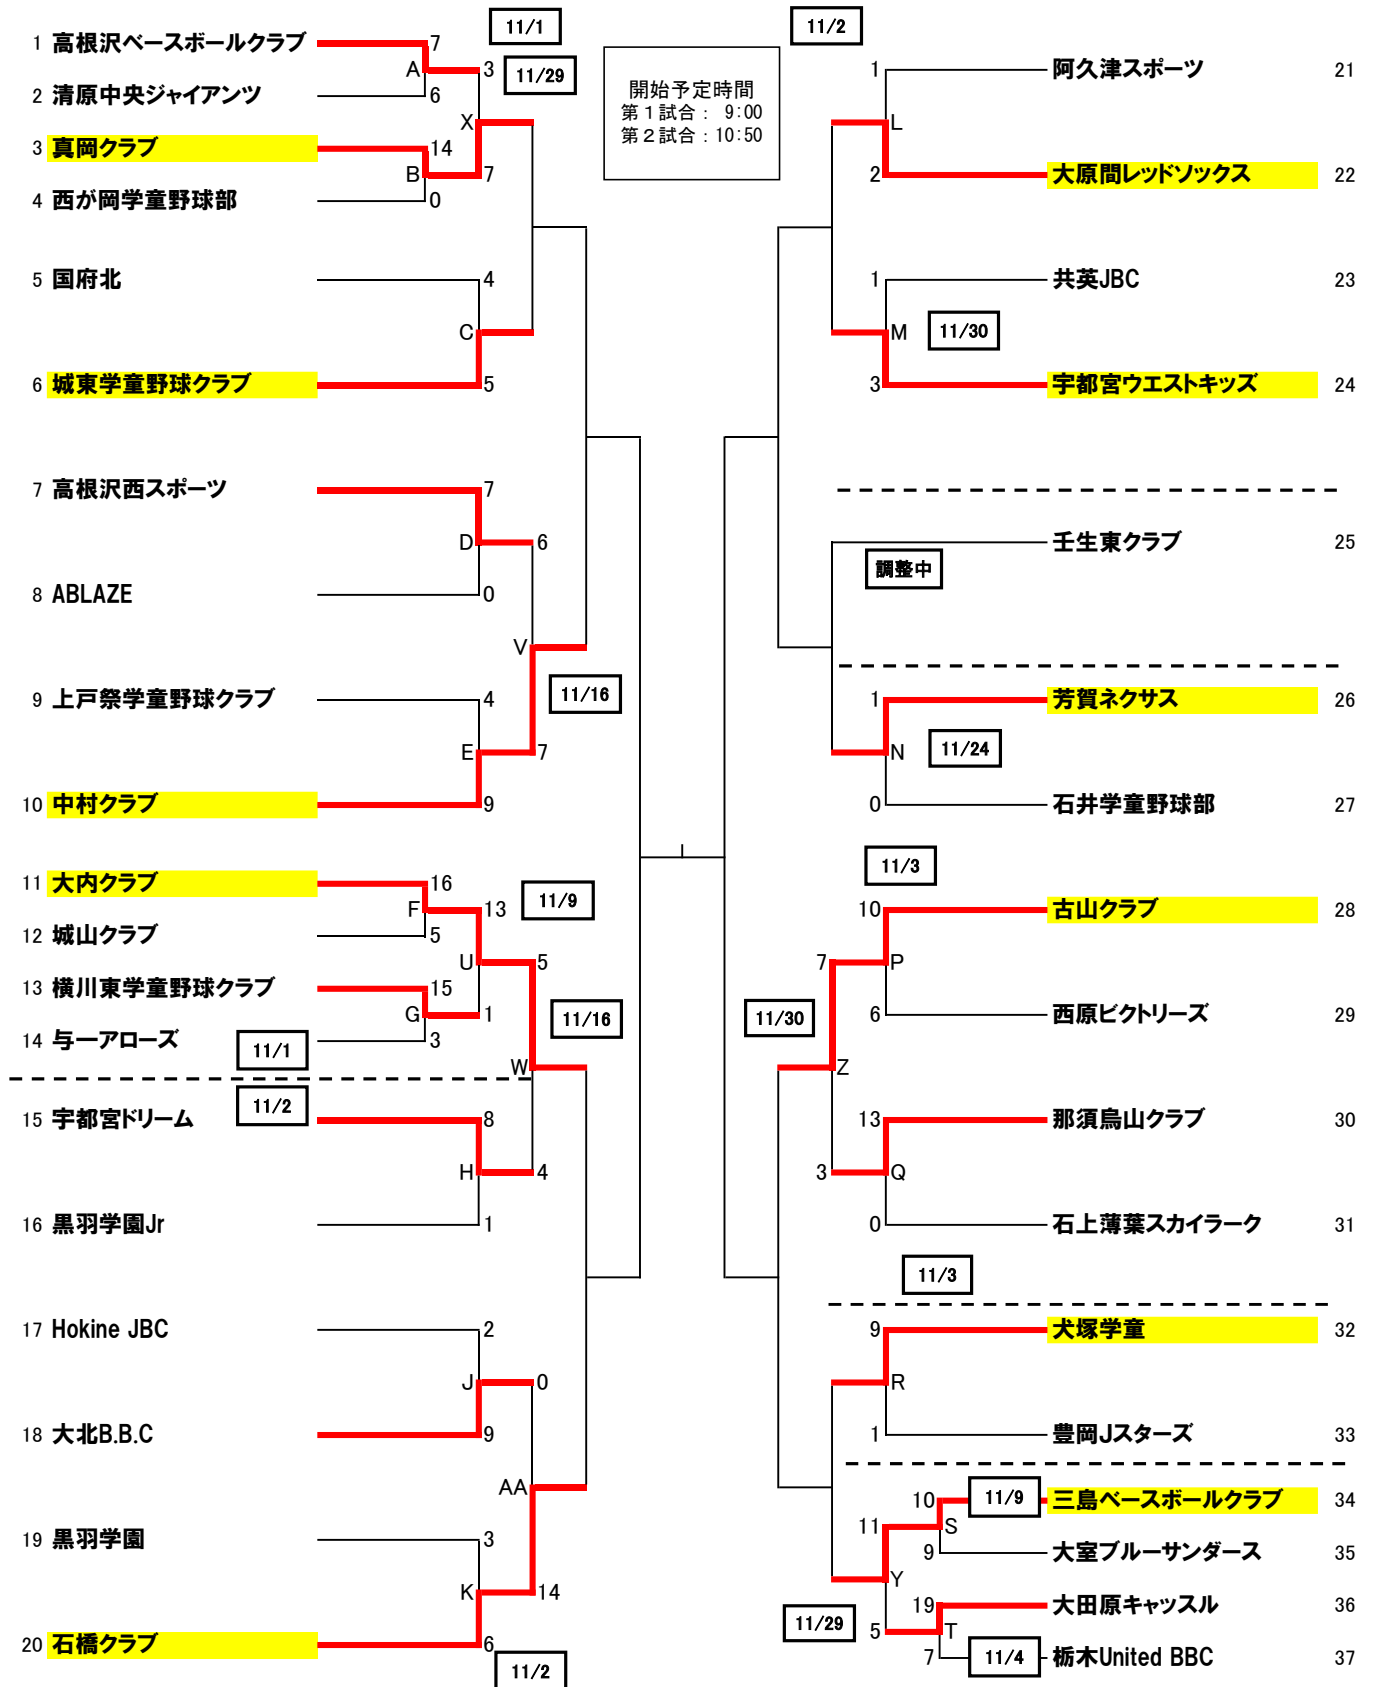 11/1
11/2
1 高根沢ベースボールクラブ 7
A 3 11/29
2 清原中央ジャイアンツ 6
X
3 真岡クラブ 14
B 7
4 西が岡学童野球部 0
5 国府北 4
C
6 城東学童野球クラブ 5
7 高根沢西スポーツ 7
D 6
8 ABLAZE 0
V
11/16
9 上戸祭学童野球クラブ 4
E 7
10 中村クラブ 9
11 大内クラブ 16
F 13 11/9
12 城山クラブ 5
U 5
13 横川東学童野球クラブ 15
G 1 11/16
14 与一アローズ 3
11/1
W
11/2
15 宇都宮ドリーム 8
H 4
16 黒羽学園Jr 1
17 Hokine JBC 2
J 0
18 大北B.B.C 9
AA
19 黒羽学園 3
K 14
20 石橋クラブ 6
11/2
開始予定時間
第1試合： 9:00
第2試合：10:50
1 阿久津スポーツ 21
L
2 大原間レッドソックス 22
1 共英JBC 23
M 11/30
3 宇都宮ウエストキッズ 24
壬生東クラブ 25
調整中
1 芳賀ネクサス 26
N 11/24
0 石井学童野球部 27
11/3
10 古山クラブ 28
7 P
6 西原ビクトリーズ 29
11/30
Z
13 那須烏山クラブ 30
3 Q
0 石上薄葉スカイラーク 31
11/3
9 犬塚学童 32
R
1 豊岡Jスターズ 33
10 11/9 三島ベースボールクラブ 34
11 S
9 大室ブルーサンダース 35
Y
19 大田原キャッスル 36
11/29 5 T
7 11/4 栃木United BBC 37